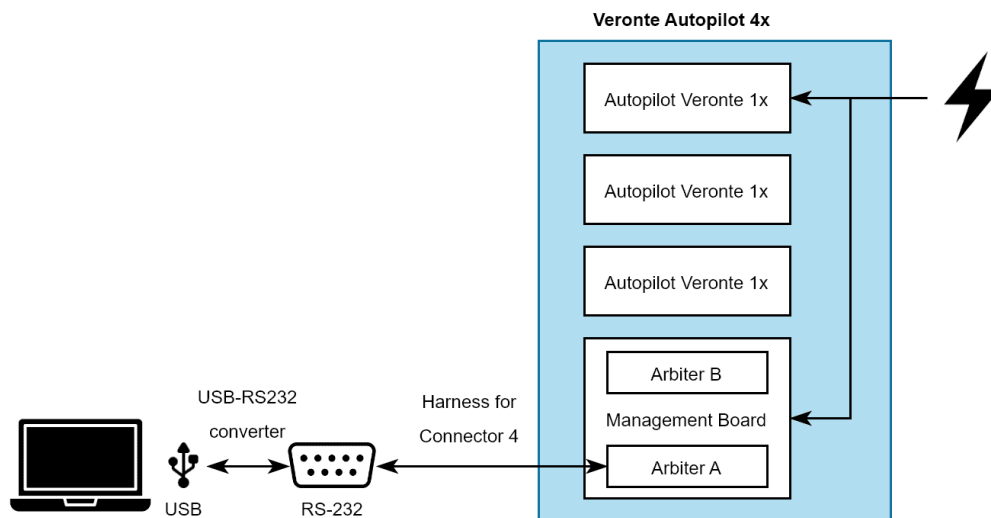 Veronte Autopilot 4x
Autopilot Veronte 1x
Autopilot Veronte 1x
Autopilot Veronte 1x
Arbiter B
Management Board
Arbiter A
USB-RS232
converter
Harness for
Connector 4
USB
RS-232